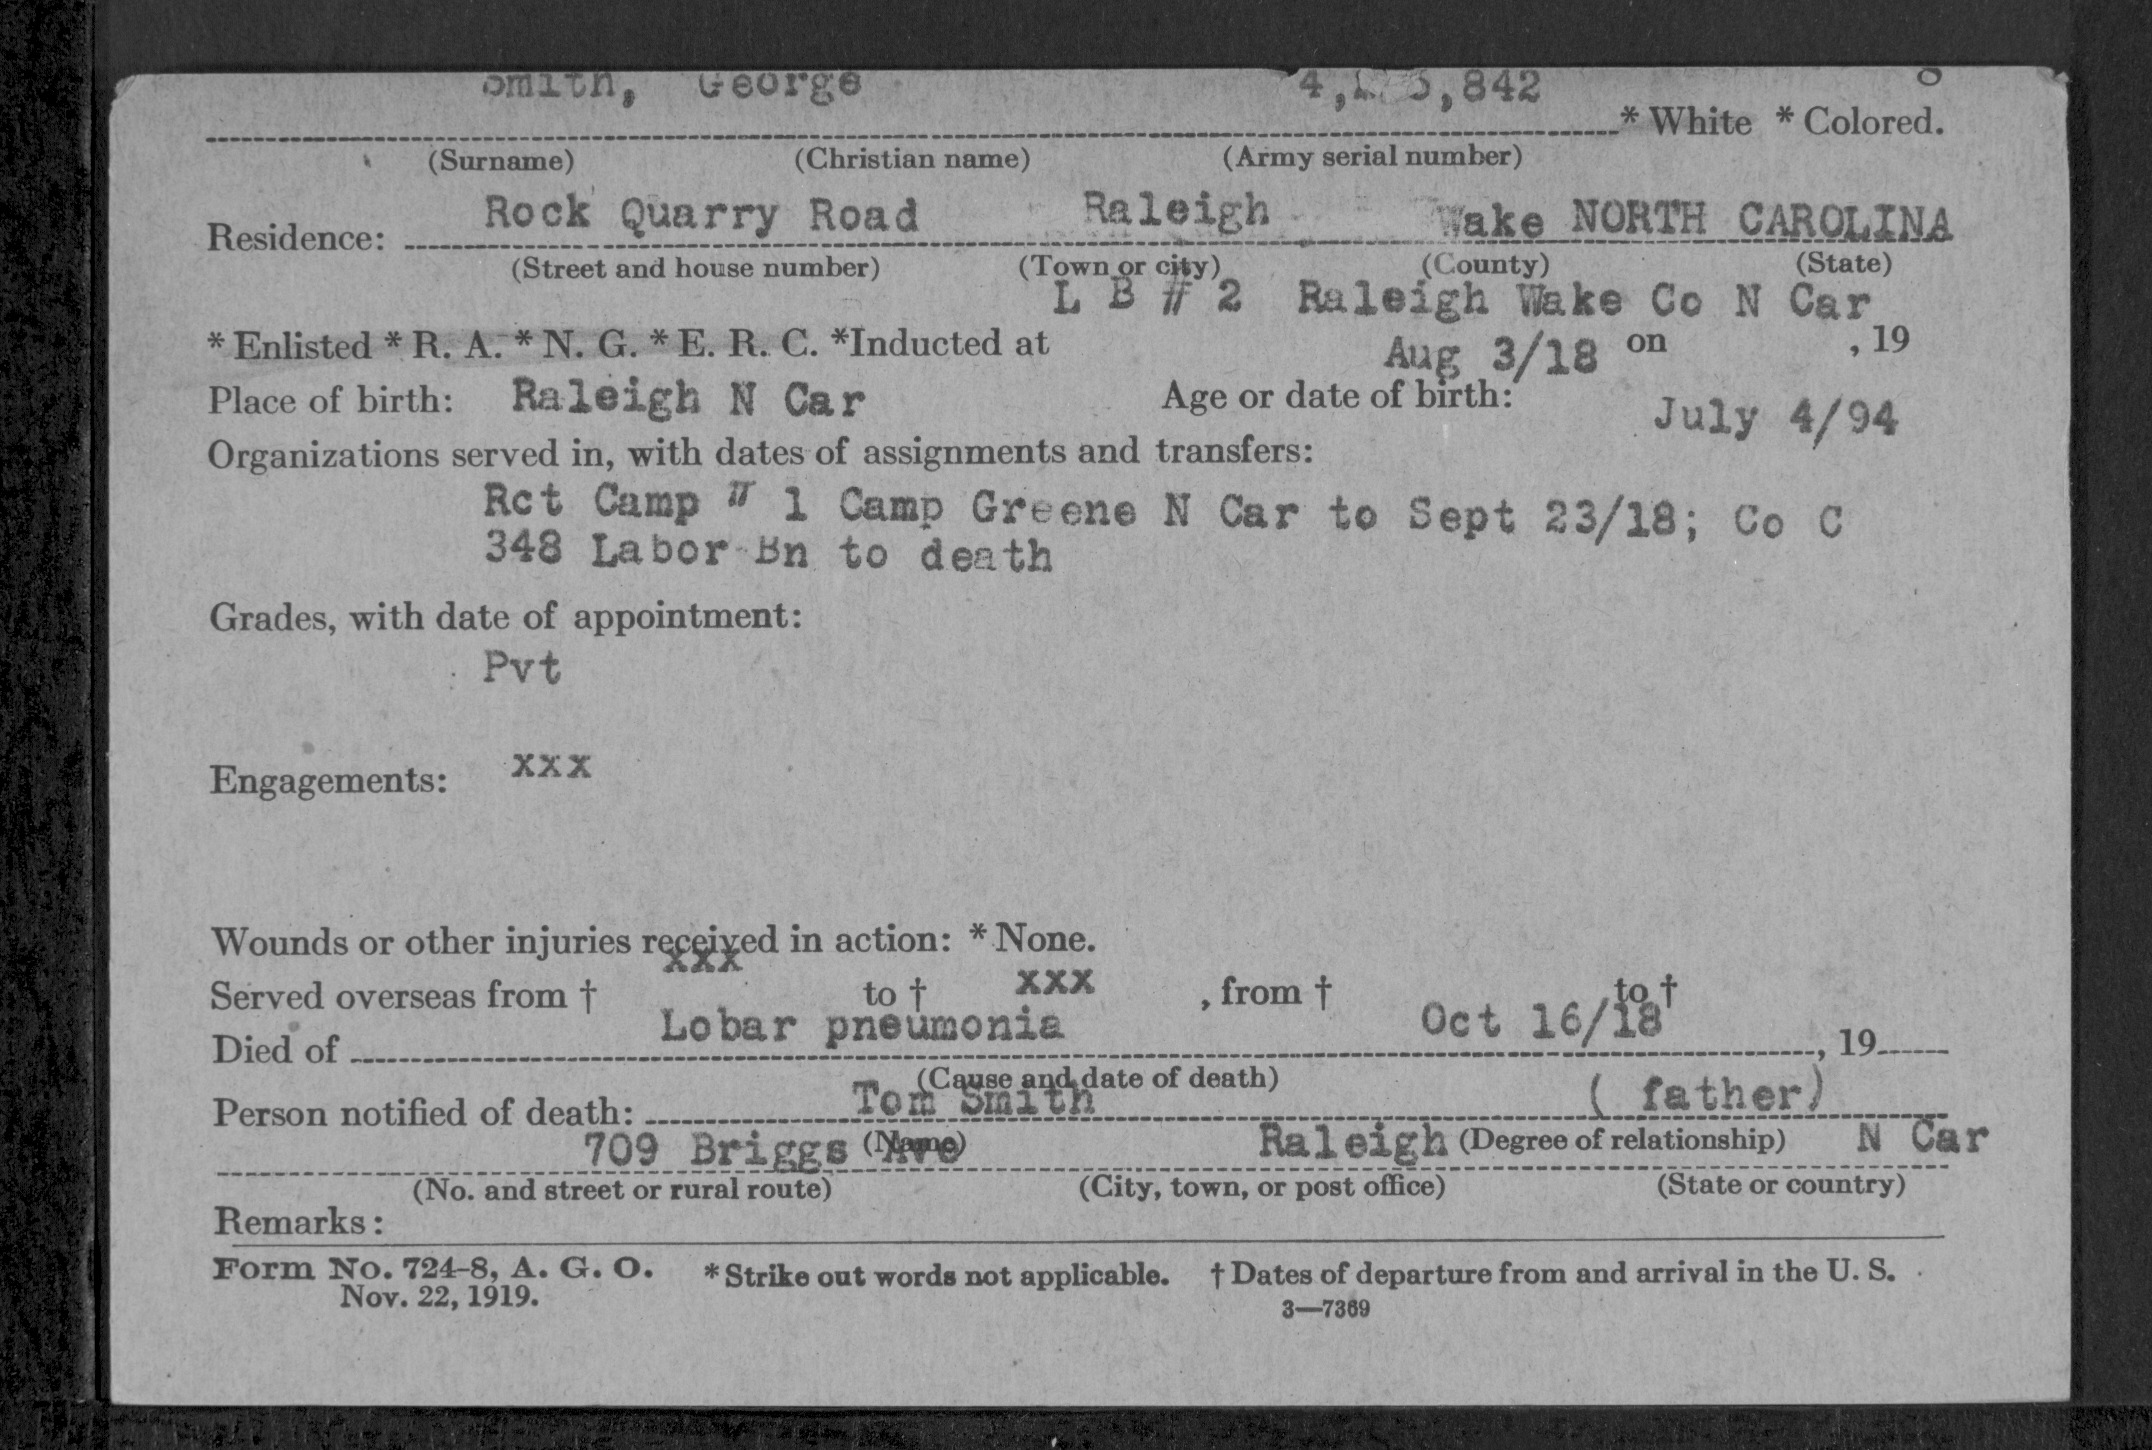 Smith, George 842 8
* White * Colored.
(Surname) (Christian name) (Army serial number)
Residence: Rock Quarry Road Raleigh Wake NORTH CAROLINA
(Street and house number) (Town or city) (County) (State)
L B # 2 Raleigh Wake Co N Car
* Enlisted * R. A. * N. G. * E. R. C. *Inducted at
Aug 3/18 on , 19
Place of birth: Raleigh N Car Age or date of birth: July 4/94
Organizations served in, with dates of assignments and transfers:
Rct Camp # 1 Camp Greene N Car to Sept 23/18; Co C
348 Labor Bn to death
Grades, with date of appointment:
Pvt
Engagements: xxx
Wounds or other injuries received in action: * None.
Served overseas from † xxx to † xxx , from † to †
Died of Lobar pneumonia Oct 16/18 , 19
(Cause and date of death)
Person notified of death: Tom Smith ( father)
(Name) (Degree of relationship)
709 Briggs Ave Raleigh N Car
(No. and street or rural route) (City, town, or post office) (State or country)
Remarks:
Form No. 724-8, A. G. O. * Strike out words not applicable. † Dates of departure from and arrival in the U. S.
Nov. 22, 1919. 3—7369